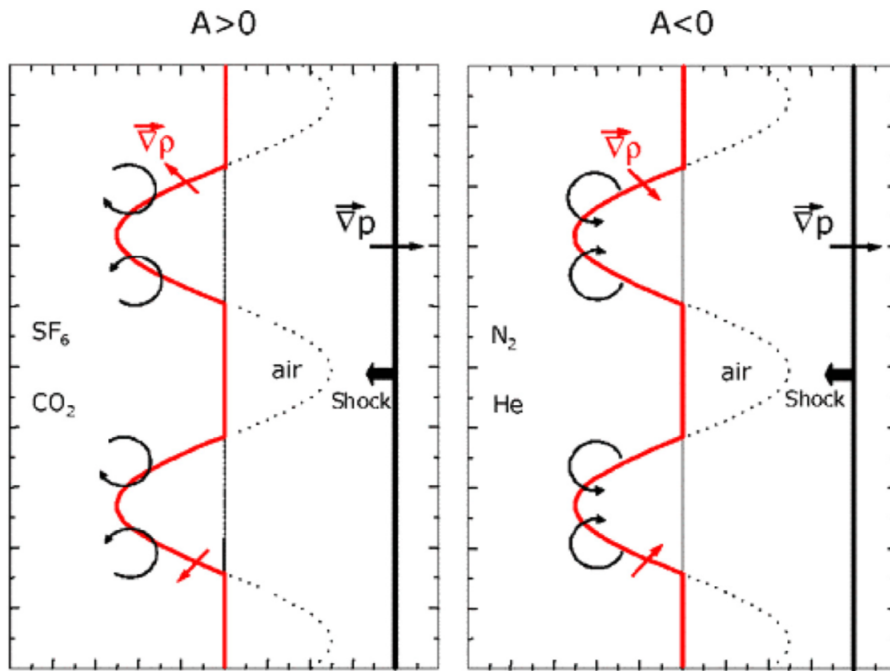 A>0
∇ρ
∇p
SF₆
air
CO₂
Shock
A<0
∇ρ
∇p
N₂
air
He
Shock